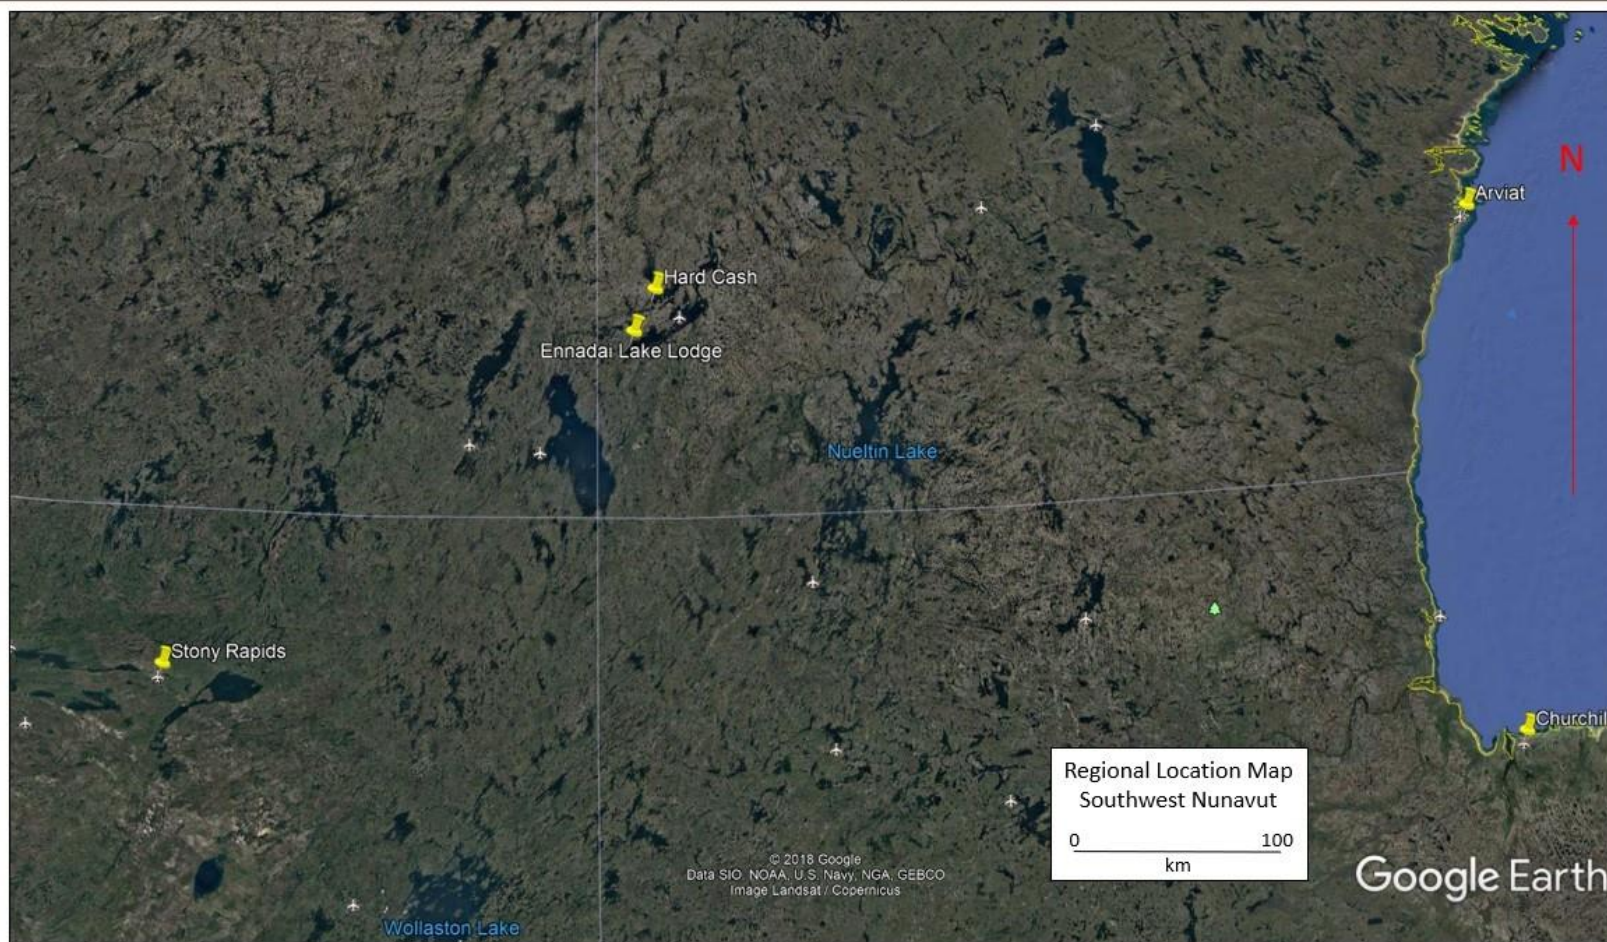 N
Arviat
Hard Cash
Ennadai Lake Lodge
Nueltin Lake
Stony Rapids
Churchil
Regional Location Map
Southwest Nunavut
0 100
km
© 2018 Google
Data SIO, NOAA, U.S. Navy, NGA, GEBCO
Image Landsat / Copernicus
Google Earth
Wollaston Lake